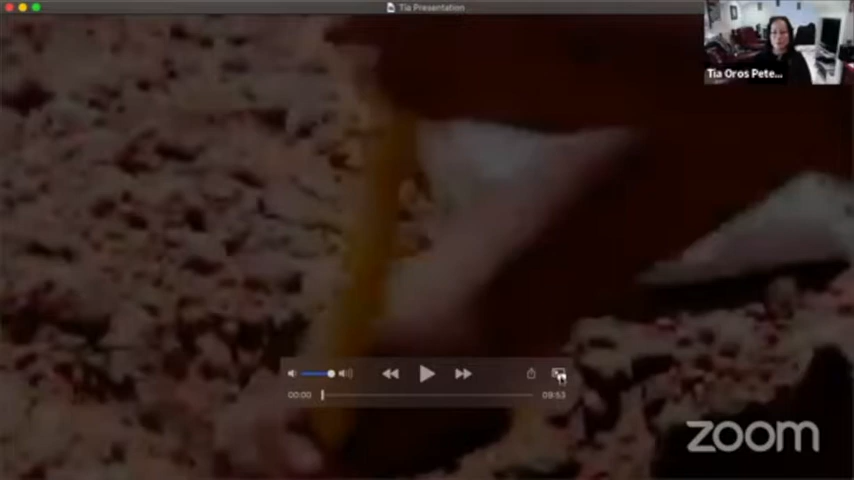 Tia Presentation
Tia Oros Pete...
00:00
09:53
zoom